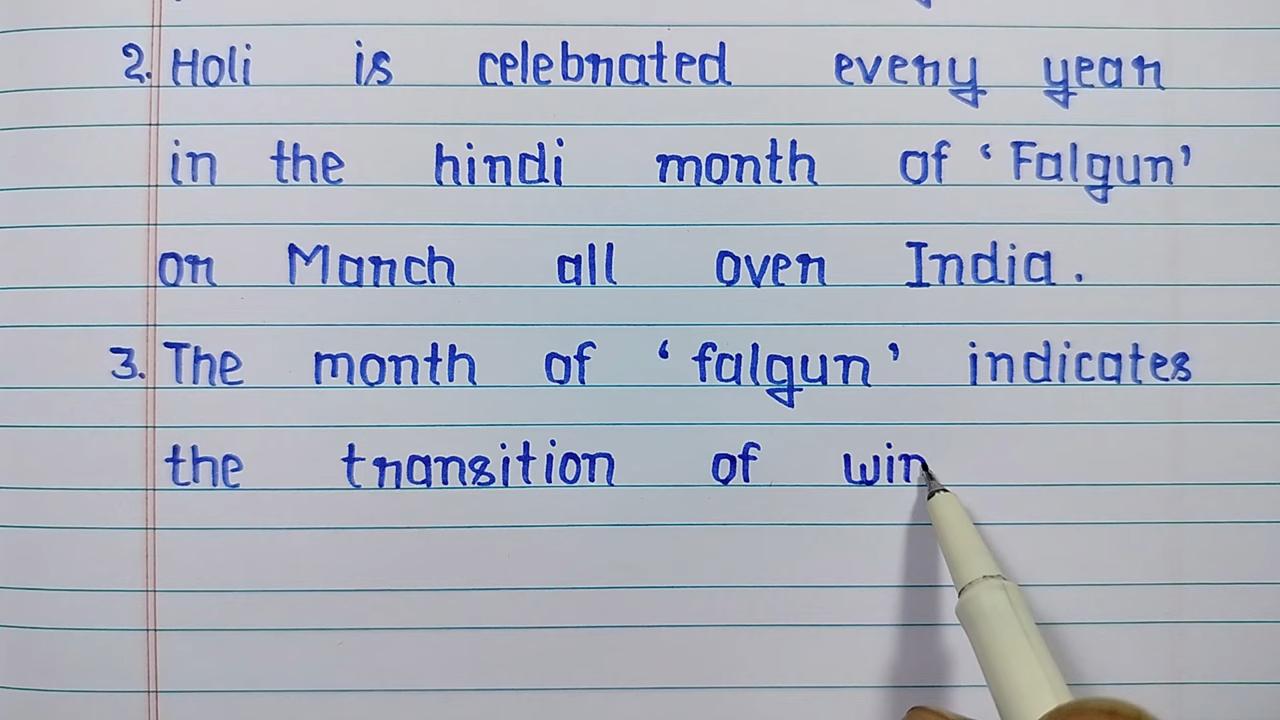 2. Holi is celebrated every year
in the hindi month of ‘Falgun’
or March all over India.
3. The month of ‘falgun’ indicates
the transition of win